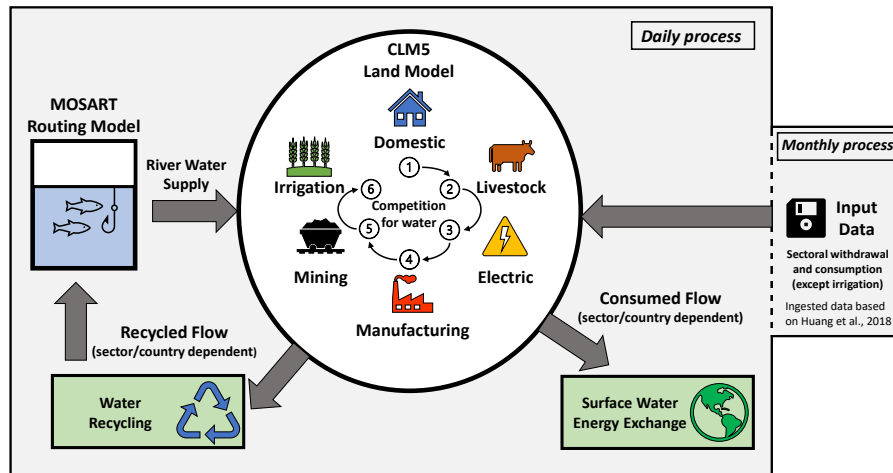 Daily process
CLM5
Land Model
MOSART
Routing Model
Domestic
Monthly process
River Water
Supply
Irrigation
Livestock
1
2
3
4
5
6
Competition
for water
Input
Data
Mining
Electric
Sectoral withdrawal
and consumption
(except irrigation)
Manufacturing
Consumed Flow
(sector/country dependent)
Ingested data based
on Huang et al., 2018
Recycled Flow
(sector/country dependent)
Water
Recycling
Surface Water
Energy Exchange